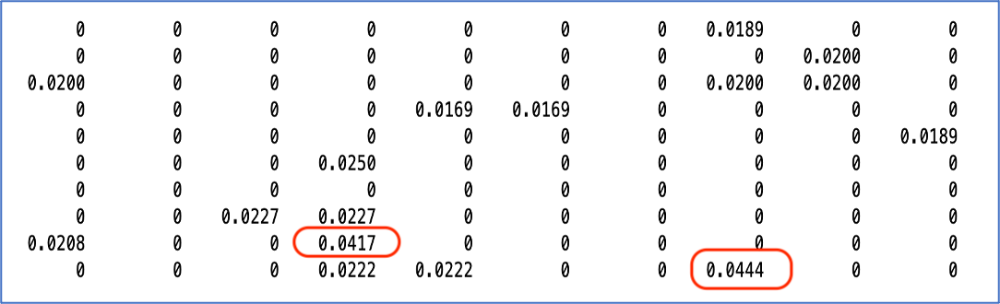 0 0 0 0 0 0 0 0.0189 0 0
0 0 0 0 0 0 0 0 0.0200 0
0.0200 0 0 0 0 0 0 0.0200 0.0200 0
0 0 0 0 0.0169 0.0169 0 0 0 0
0 0 0 0 0 0 0 0 0 0.0189
0 0 0 0.0250 0 0 0 0 0 0
0 0 0 0 0 0 0 0 0 0
0 0 0.0227 0.0227 0 0 0 0 0 0
0.0208 0 0 0.0417 0 0 0 0 0 0
0 0 0 0.0222 0.0222 0 0 0.0444 0 0